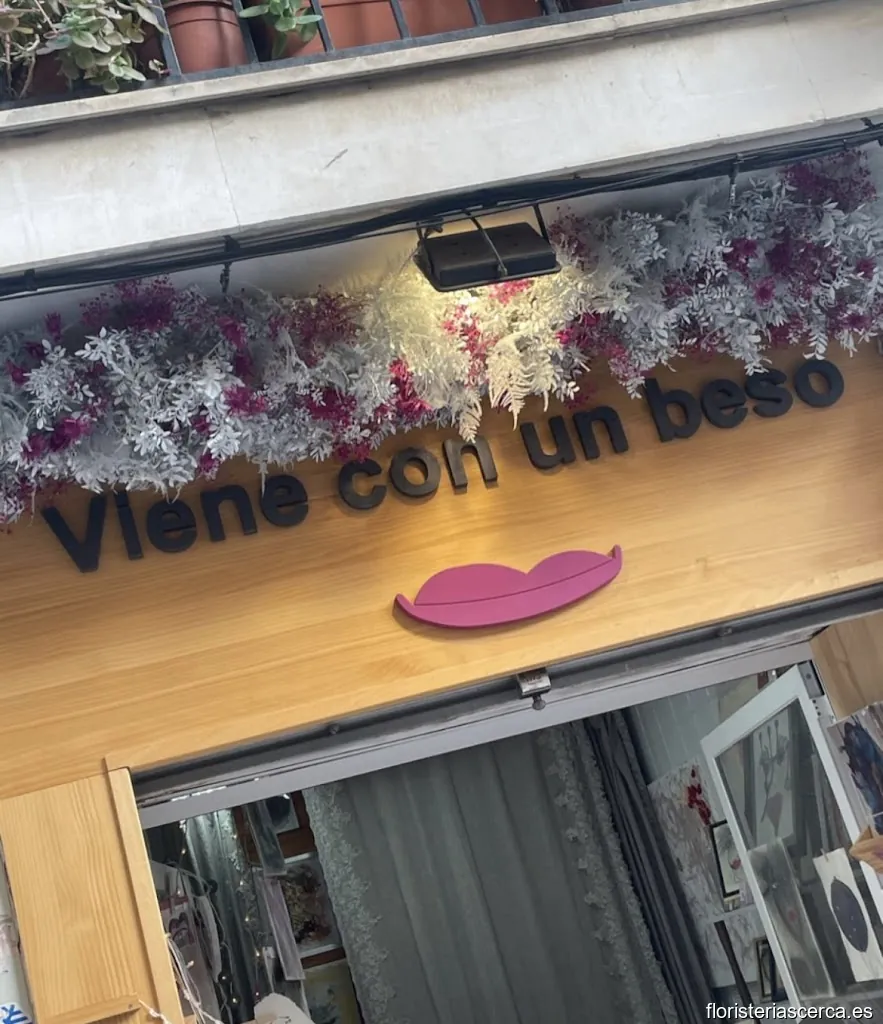 Viene con un beso
floristeriascerca.es